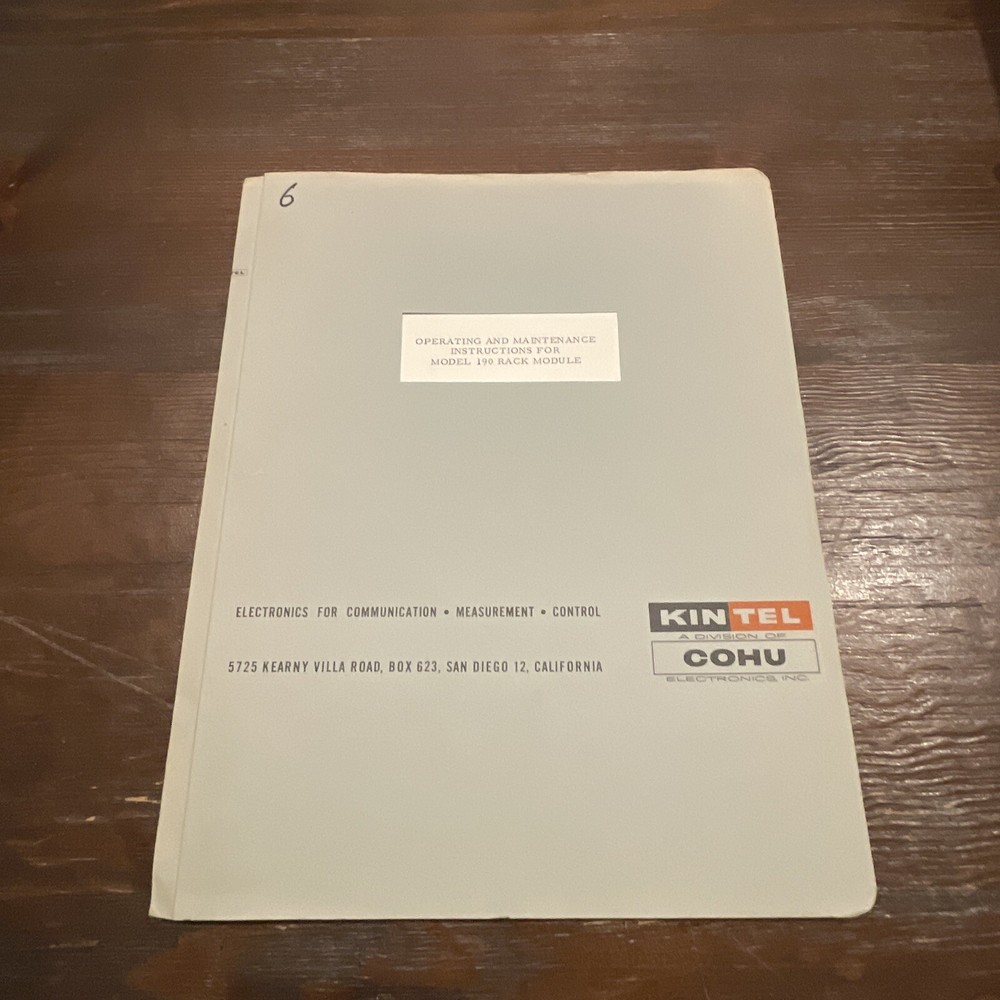 6
OPERATING AND MAINTENANCE
INSTRUCTIONS FOR
MODEL 190 RACK MODULE
ELECTRONICS FOR COMMUNICATION • MEASUREMENT • CONTROL
5725 KEARNY VILLA ROAD, BOX 623, SAN DIEGO 12, CALIFORNIA
KIN TEL
A DIVISION OF
COHU
ELECTRONICS, INC.